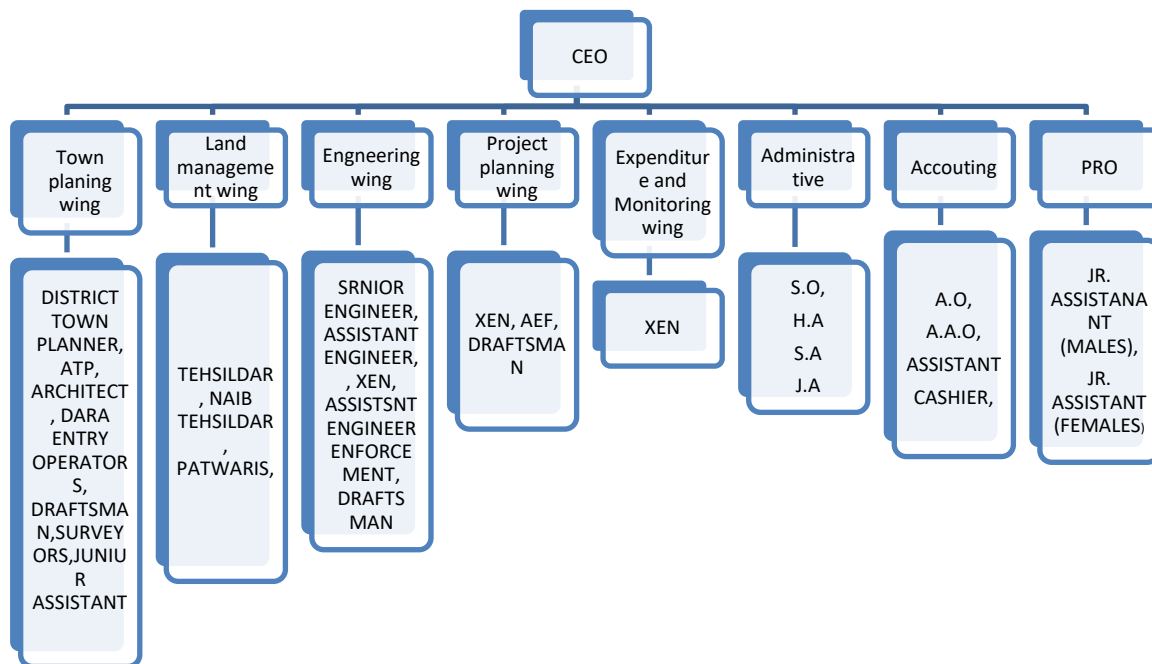 CEO
Town
planing
wing
Land
manageme
nt wing
Engneering
wing
Project
planning
wing
Expenditur
e and
Monitoring
wing
Administra
tive
Accouting
PRO
DISTRICT
TOWN
PLANNER,
ATP,
ARCHITECT
, DARA
ENTRY
OPERATOR
S,
DRAFTSMA
N,SURVEY
ORS,JUNIU
R
ASSISTANT
TEHSILDAR
, NAIB
TEHSILDAR
,
PATWARIS,
SRNIOR
ENGINEER,
ASSISTANT
ENGINEER,
, XEN,
ASSISTSNT
ENGINEER
ENFORCE
MENT,
DRAFTS
MAN
XEN, AEF,
DRAFTSMA
N
XEN
S.O,
H.A
S.A
J.A
A.O,
A.A.O,
ASSISTANT
CASHIER,
JR.
ASSISTANA
NT
(MALES),
JR.
ASSISTANT
(FEMALES)